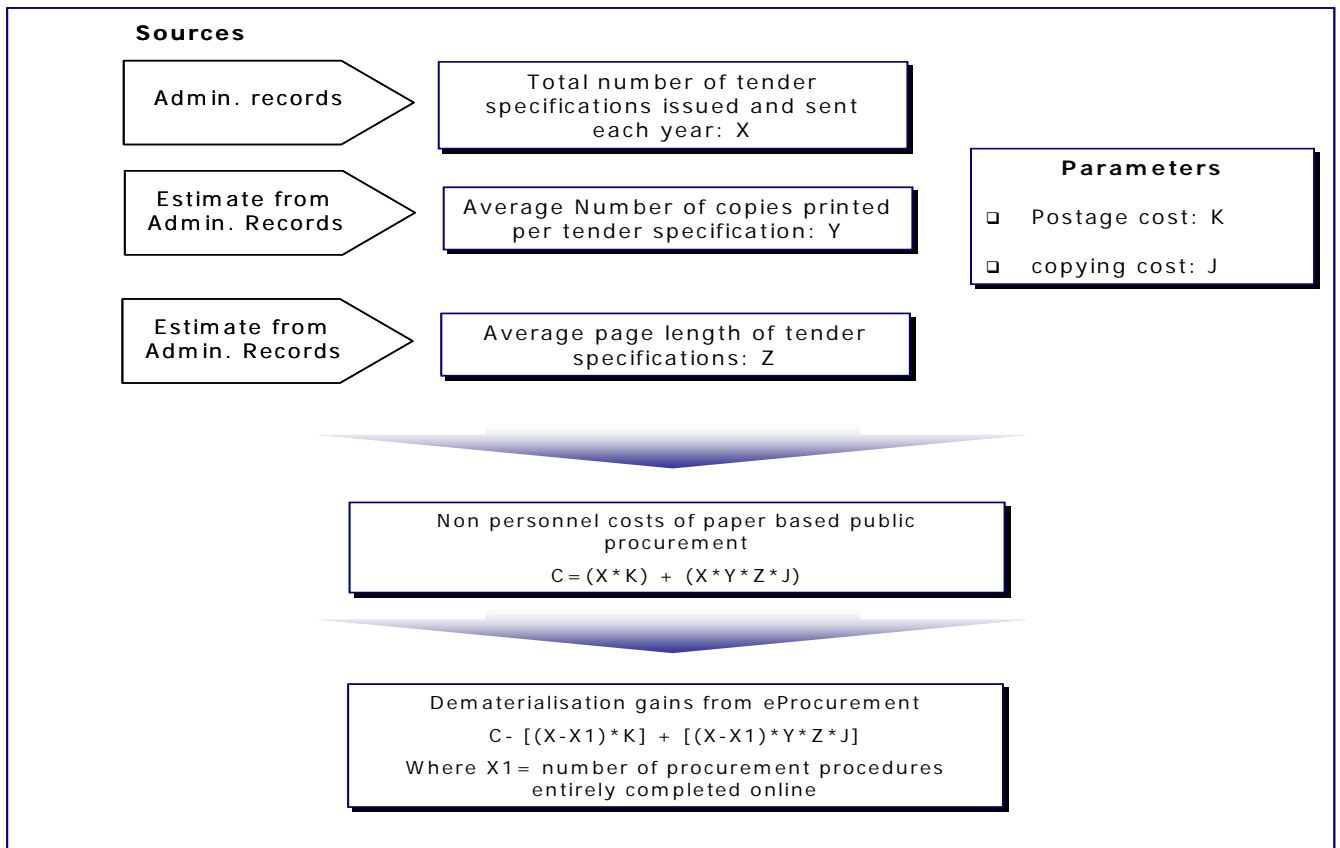 Sources
Admin. records
Total number of tender
specifications issued and sent
each year: X
Parameters
❑ Postage cost: K
❑ copying cost: J
Estimate from
Admin. Records
Average Number of copies printed
per tender specification: Y
Estimate from
Admin. Records
Average page length of tender
specifications: Z
Non personnel costs of paper based public
procurement
C=(X*K) + (X*Y*Z*J)
Dematerialisation gains from eProcurement
C- [(X-X1)*K] + [(X-X1)*Y*Z*J]
Where X1= number of procurement procedures
entirely completed online